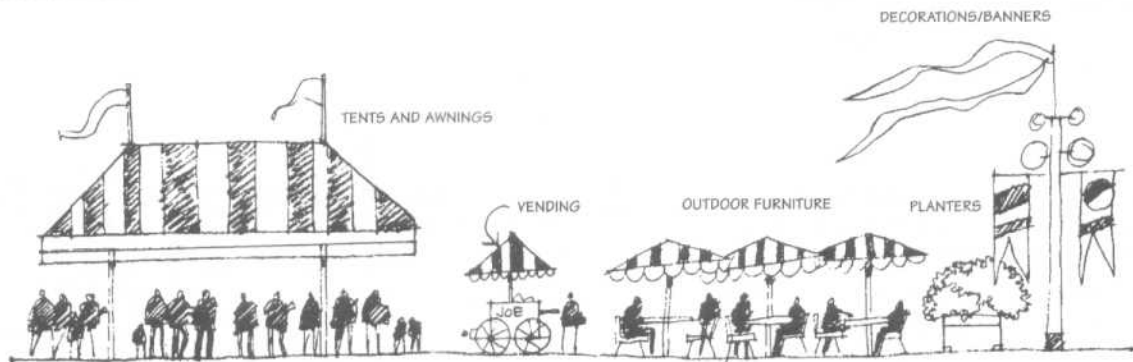 DECORATIONS/BANNERS
TENTS AND AWNINGS
VENDING
OUTDOOR FURNITURE
PLANTERS
JOE